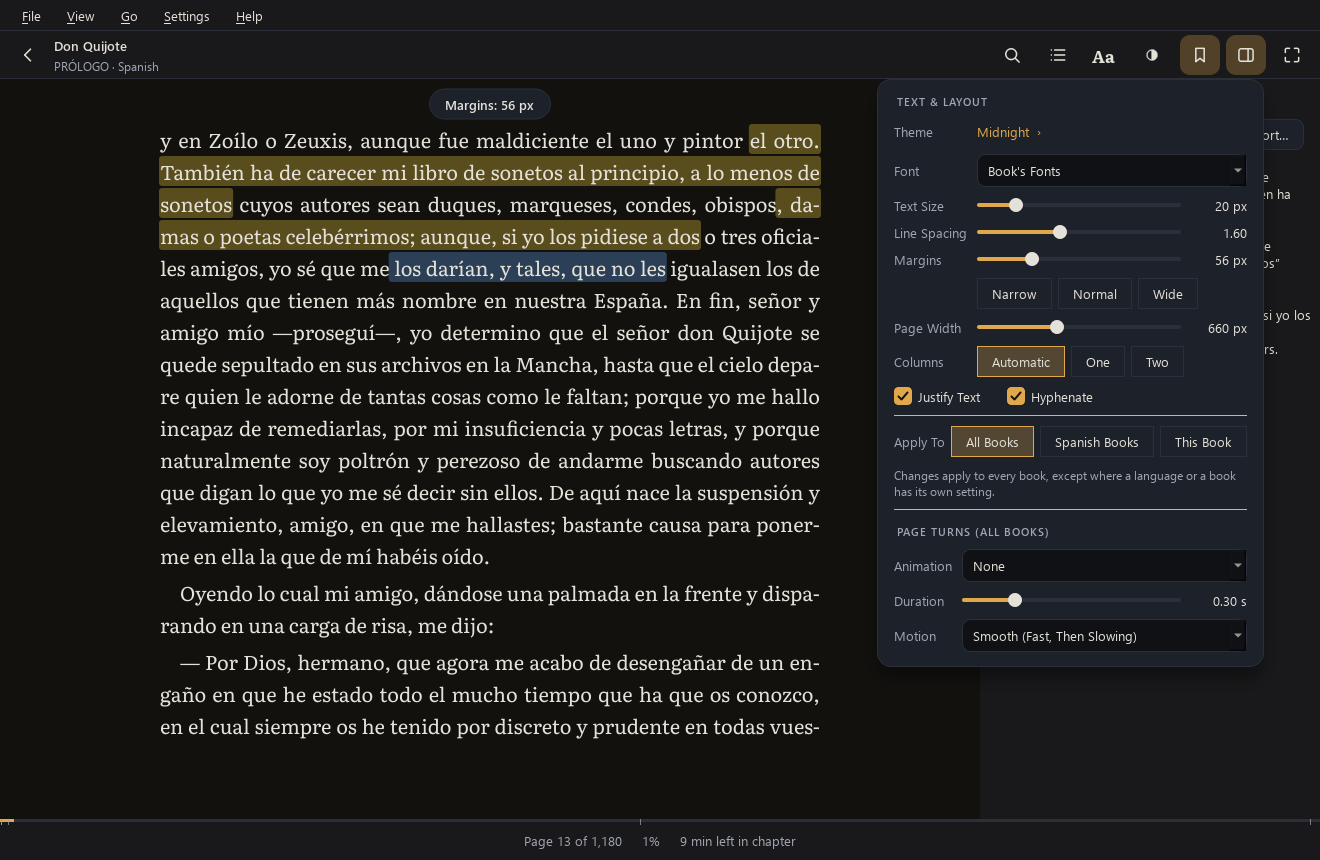 File View Go Settings Help
Don Quijote
PRÓLOGO · Spanish
Aa
Margins: 56 px
y en Zoílo o Zeuxis, aunque fue maldiciente el uno y pintor el otro.
También ha de carecer mi libro de sonetos al principio, a lo menos de
sonetos cuyos autores sean duques, marqueses, condes, obispos, da-
mas o poetas celebérrimos; aunque, si yo los pidiese a dos o tres oficia-
les amigos, yo sé que me los darían, y tales, que no les igualasen los de
aquellos que tienen más nombre en nuestra España. En fin, señor y
amigo mío —proseguí—, yo determino que el señor don Quijote se
quede sepultado en sus archivos en la Mancha, hasta que el cielo depa-
re quien le adorne de tantas cosas como le faltan; porque yo me hallo
incapaz de remediarlas, por mi insuficiencia y pocas letras, y porque
naturalmente soy poltrón y perezoso de andarme buscando autores
que digan lo que yo me sé decir sin ellos. De aquí nace la suspensión y
elevamiento, amigo, en que me hallastes; bastante causa para poner-
me en ella la que de mí habéis oído.
Oyendo lo cual mi amigo, dándose una palmada en la frente y dispa-
rando en una carga de risa, me dijo:
— Por Dios, hermano, que agora me acabo de desengañar de un en-
gaño en que he estado todo el mucho tiempo que ha que os conozco,
en el cual siempre os he tenido por discreto y prudente en todas vues-
TEXT & LAYOUT
Theme Midnight ›
Font Book's Fonts
Text Size 20 px
Line Spacing 1.60
Margins 56 px
Narrow Normal Wide
Page Width 660 px
Columns Automatic One Two
Justify Text Hyphenate
Apply To All Books Spanish Books This Book
Changes apply to every book, except where a language or a book
has its own setting.
PAGE TURNS (ALL BOOKS)
Animation None
Duration 0.30 s
Motion Smooth (Fast, Then Slowing)
ha
si yo los
Page 13 of 1,180 1% 9 min left in chapter